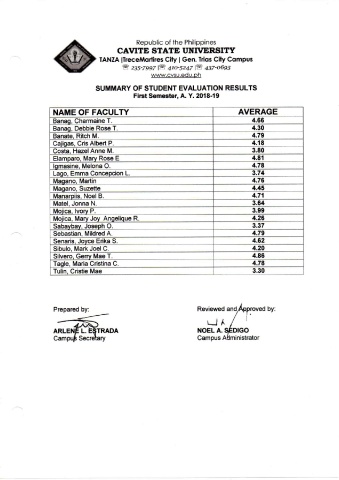 Republic of the Philippines
CAVITE STATE UNIVERSITY
TANZA |TreceMartires City | Gen. Trias City Campus
☏ 235-7997 |☏ 410-5247 |☏ 437-0693
www.cvsu.edu.ph
SUMMARY OF STUDENT EVALUATION RESULTS
First Semester, A. Y. 2018-19
NAME OF FACULTY AVERAGE
Banag, Charmaine T. 4.66
Banag, Debbie Rose T. 4.30
Banate, Ritch M. 4.79
Cajigas, Cris Albert P. 4.18
Costa, Hazel Anne M. 3.80
Elamparo, Mary Rose E 4.81
Igmasine, Melona O. 4.78
Lago, Emma Concepcion L. 3.74
Magano, Martin 4.76
Magano, Suzette 4.45
Manarpiis, Noel B. 4.71
Matel, Jonna N. 3.64
Mojica, Ivory P. 3.99
Mojica, Mary Joy Angelique R. 4.26
Sabaybay, Joseph O. 3.37
Sebastian, Mildred A. 4.79
Senaris, Joyce Erika S. 4.62
Sibulo, Mark Joel C. 4.20
Silvero, Gerry Mae T. 4.86
Tagle, Maria Cristina C. 4.78
Tulin, Cristie Mae 3.30
Prepared by: Reviewed and Approved by:
ARLENE L. ESTRADA NOEL A. SEDIGO
Campus Secretary Campus Administrator